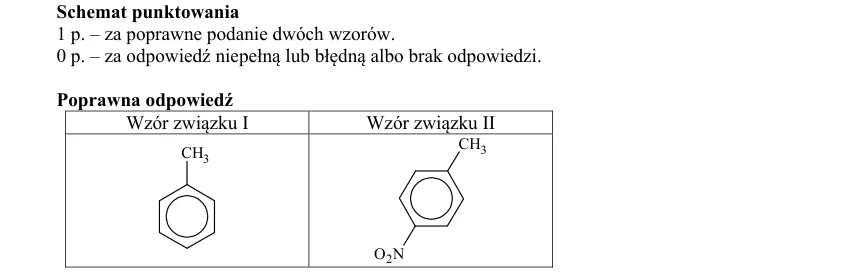 Schemat punktowania
1 p. – za poprawne podanie dwóch wzorów.
0 p. – za odpowiedź niepełną lub błędną albo brak odpowiedzi.
Poprawna odpowiedź
Wzór związku I
Wzór związku II
CH₃
CH₃
O₂N